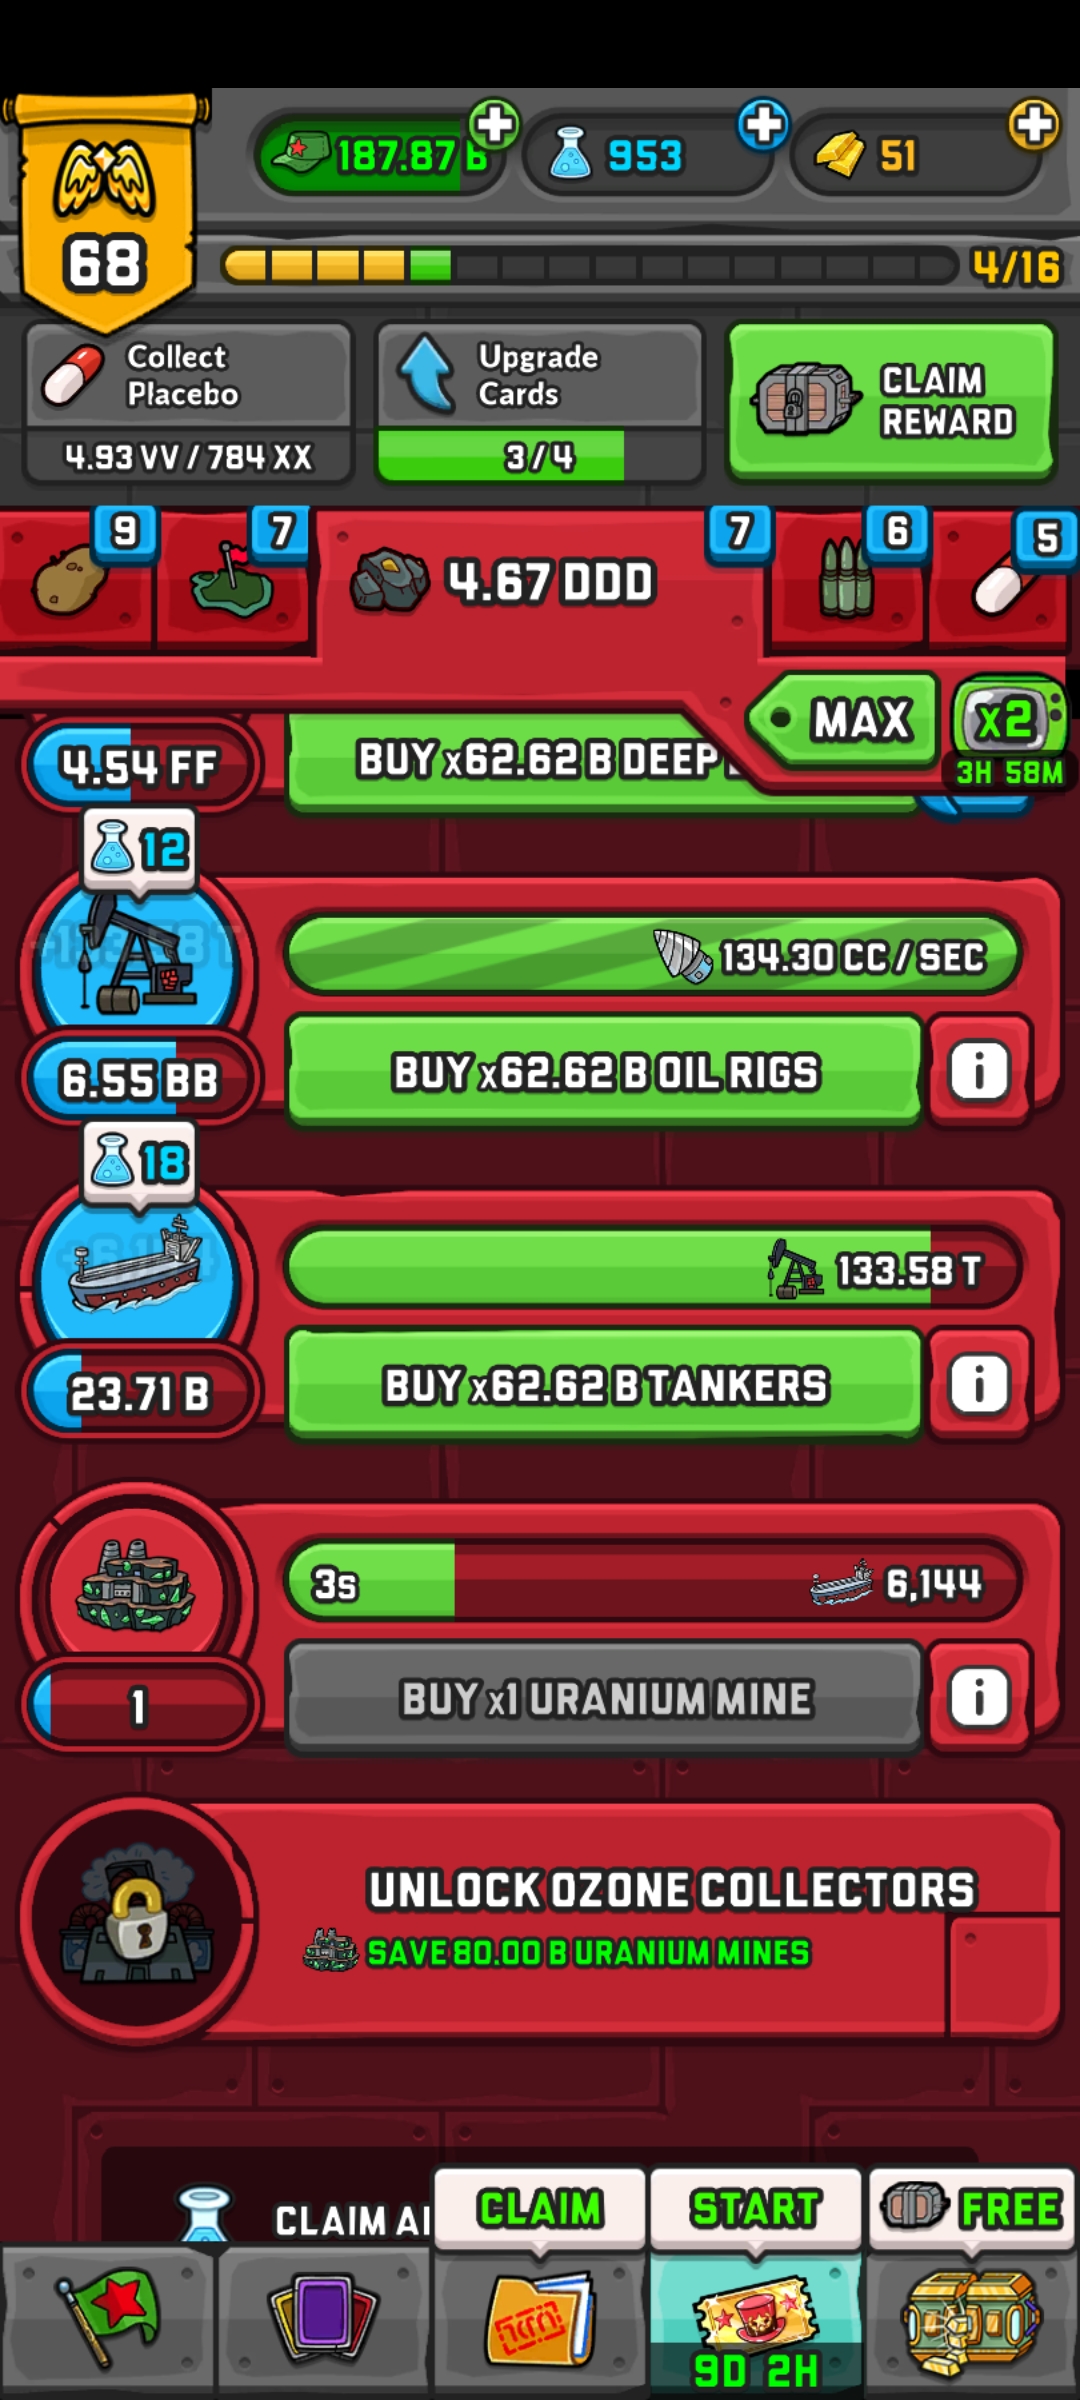 187.87 B
953
51
68
4/16
Collect
Placebo
4.93 VV / 784 XX
Upgrade
Cards
3/4
CLAIM
REWARD
9
7
4.67 DDD
7
6
5
MAX
x2
3H 58M
4.54 FF
BUY x62.62 B DEEP
12
134.30 CC / SEC
6.55 BB
BUY x62.62 B OIL RIGS
18
133.58 T
23.71 B
BUY x62.62 B TANKERS
3s
6,144
1
BUY x1 URANIUM MINE
UNLOCK OZONE COLLECTORS
SAVE 80.00 B URANIUM MINES
CLAIM
CLAIM
START
FREE
9D 2H